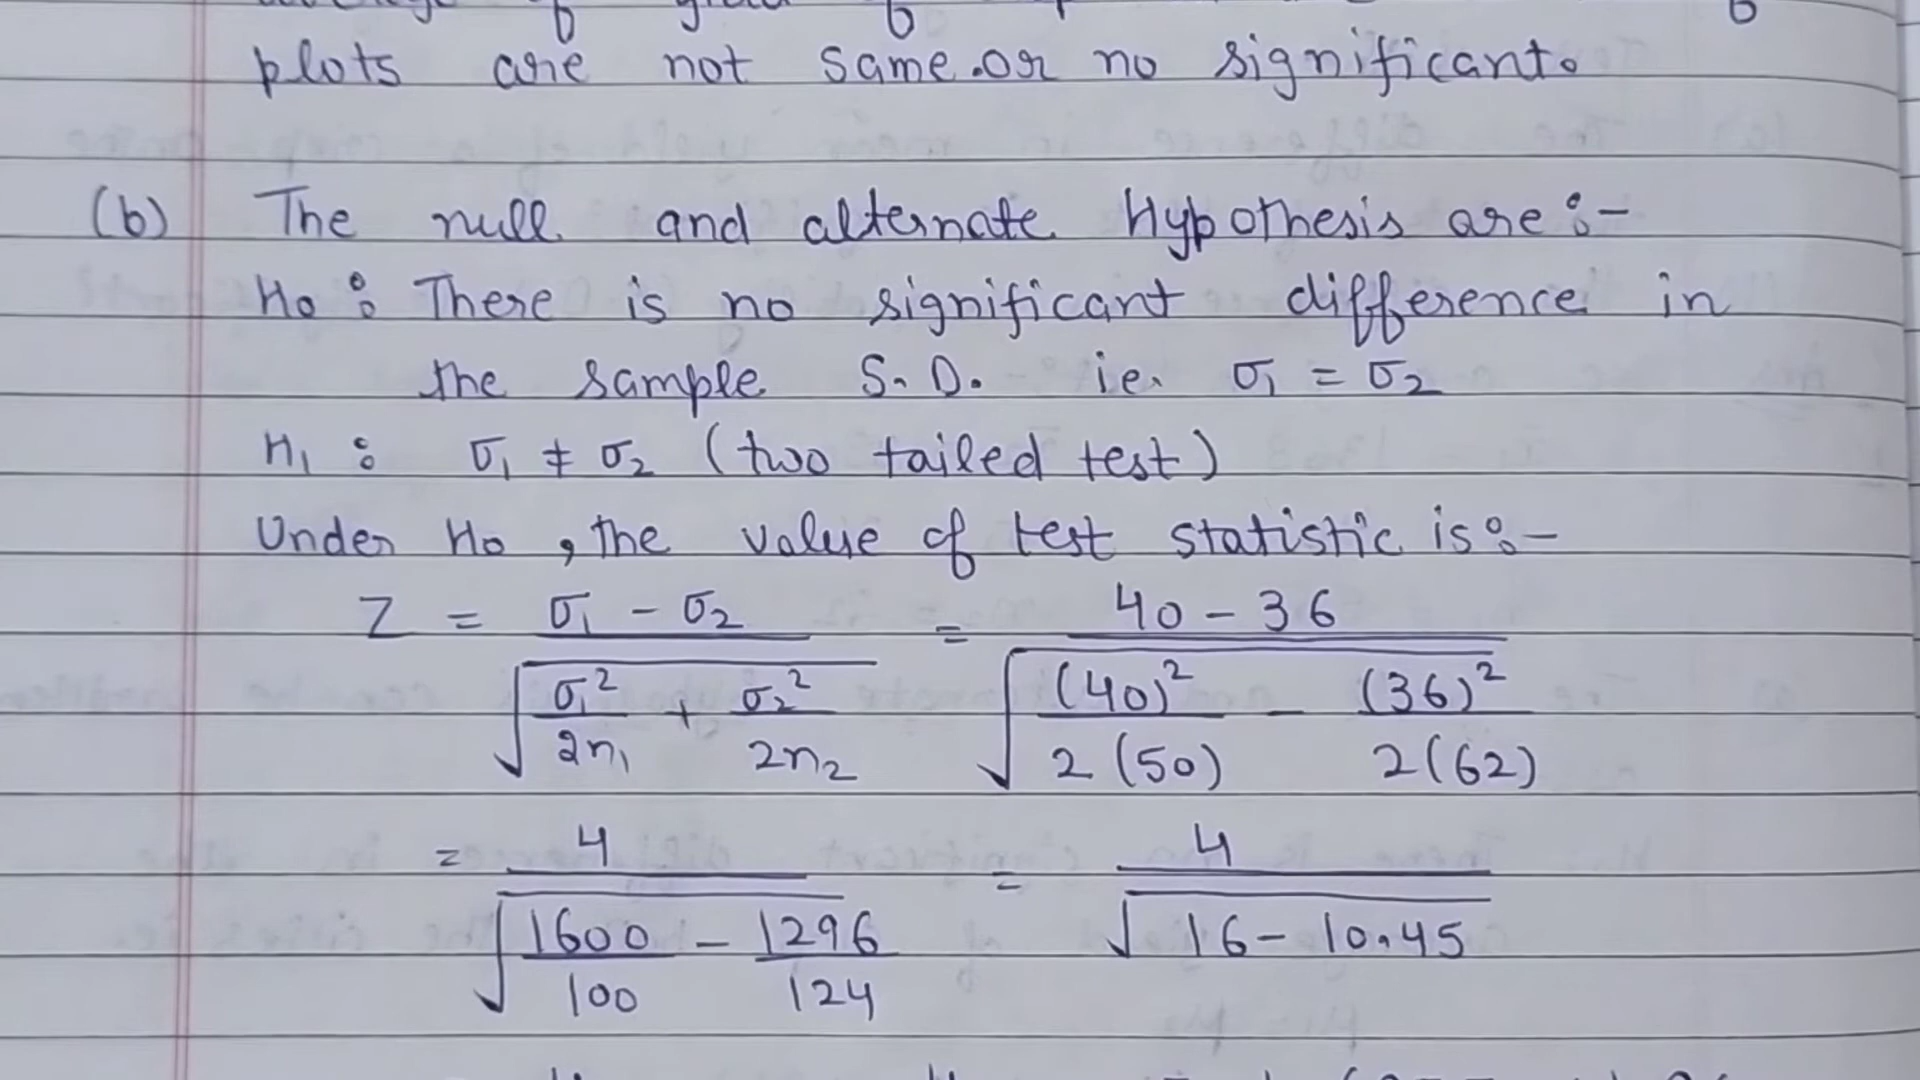 plots are not same. or no significant.
(b) The null and alternate Hypothesis are :-
H0 : There is no significant difference in
the sample S. D. ie. σ1 = σ2
H1 : σ1 ≠ σ2 (two tailed test)
Under H0 , the value of test statistic is :-
Z = (σ1 - σ2) / √(σ1²/2n1 + σ2²/2n2) = (40 - 36) / √((40)²/2(50) - (36)²/2(62))
= 4 / √(1600/100 - 1296/124) = 4 / √(16 - 10.45)